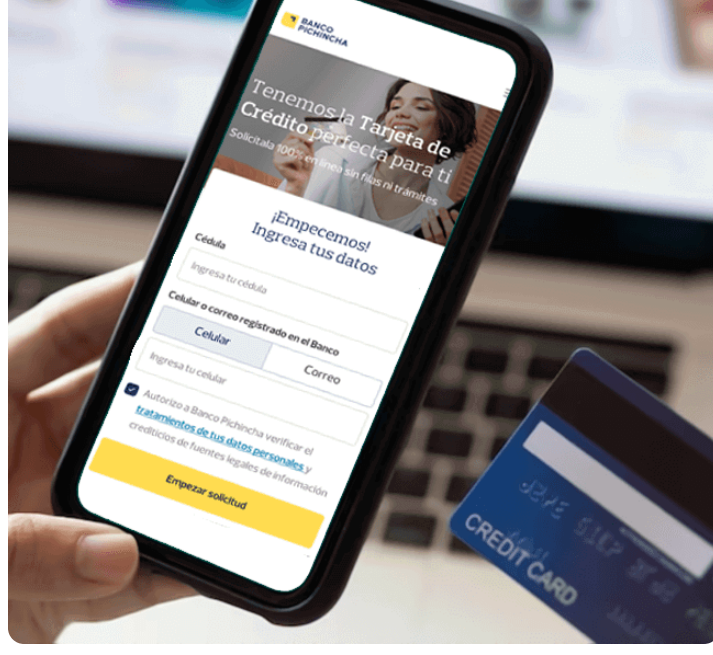 BANCO
PICHINCHA
Tenemos la Tarjeta de
Crédito perfecta para ti
Solicítala 100% en línea sin filas ni trámites
¡Empecemos!
Ingresa tus datos
Cédula
Ingresa tu cédula
Celular o correo registrado en el Banco
Celular
Correo
Ingresa tu celular
Autorizo a Banco Pichincha verificar el
tratamientos de tus datos personales y
crediticios de fuentes legales de información
Empezar solicitud
CREDIT CARD